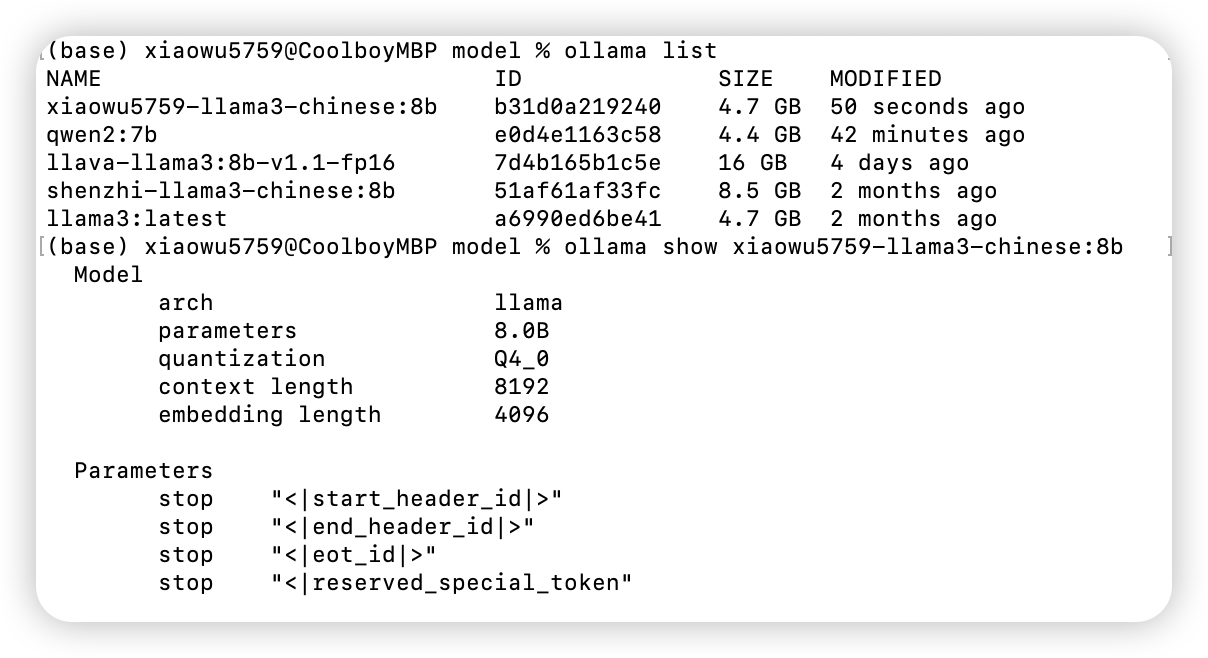 [(base) xiaowu5759@CoolboyMBP model % ollama list
NAME ID SIZE MODIFIED
xiaowu5759-llama3-chinese:8b b31d0a219240 4.7 GB 50 seconds ago
qwen2:7b e0d4e1163c58 4.4 GB 42 minutes ago
llava-llama3:8b-v1.1-fp16 7d4b165b1c5e 16 GB 4 days ago
shenzhi-llama3-chinese:8b 51af61af33fc 8.5 GB 2 months ago
llama3:latest a6990ed6be41 4.7 GB 2 months ago
[(base) xiaowu5759@CoolboyMBP model % ollama show xiaowu5759-llama3-chinese:8b ]
Model
arch llama
parameters 8.0B
quantization Q4_0
context length 8192
embedding length 4096
Parameters
stop "<|start_header_id|>"
stop "<|end_header_id|>"
stop "<|eot_id|>"
stop "<|reserved_special_token"